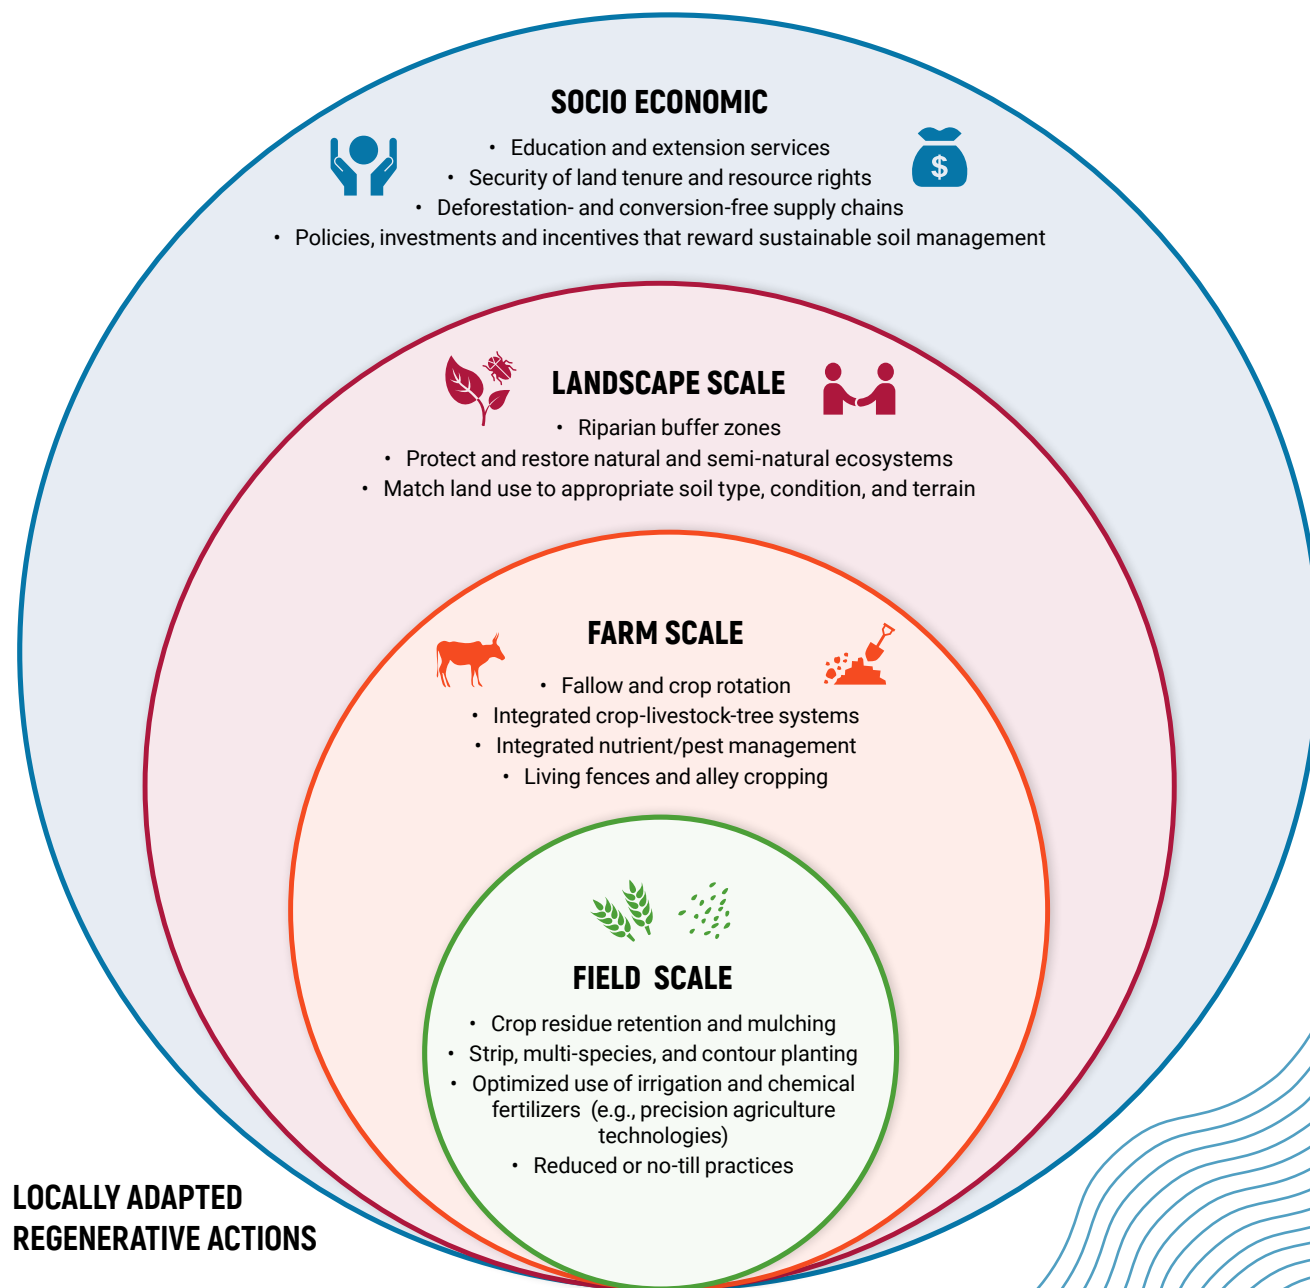 SOCIO ECONOMIC
• Education and extension services
• Security of land tenure and resource rights
• Deforestation- and conversion-free supply chains
• Policies, investments and incentives that reward sustainable soil management
$
LANDSCAPE SCALE
• Riparian buffer zones
• Protect and restore natural and semi-natural ecosystems
• Match land use to appropriate soil type, condition, and terrain
FARM SCALE
• Fallow and crop rotation
• Integrated crop-livestock-tree systems
• Integrated nutrient/pest management
• Living fences and alley cropping
FIELD SCALE
• Crop residue retention and mulching
• Strip, multi-species, and contour planting
• Optimized use of irrigation and chemical
fertilizers (e.g., precision agriculture
technologies)
• Reduced or no-till practices
LOCALLY ADAPTED
REGENERATIVE ACTIONS